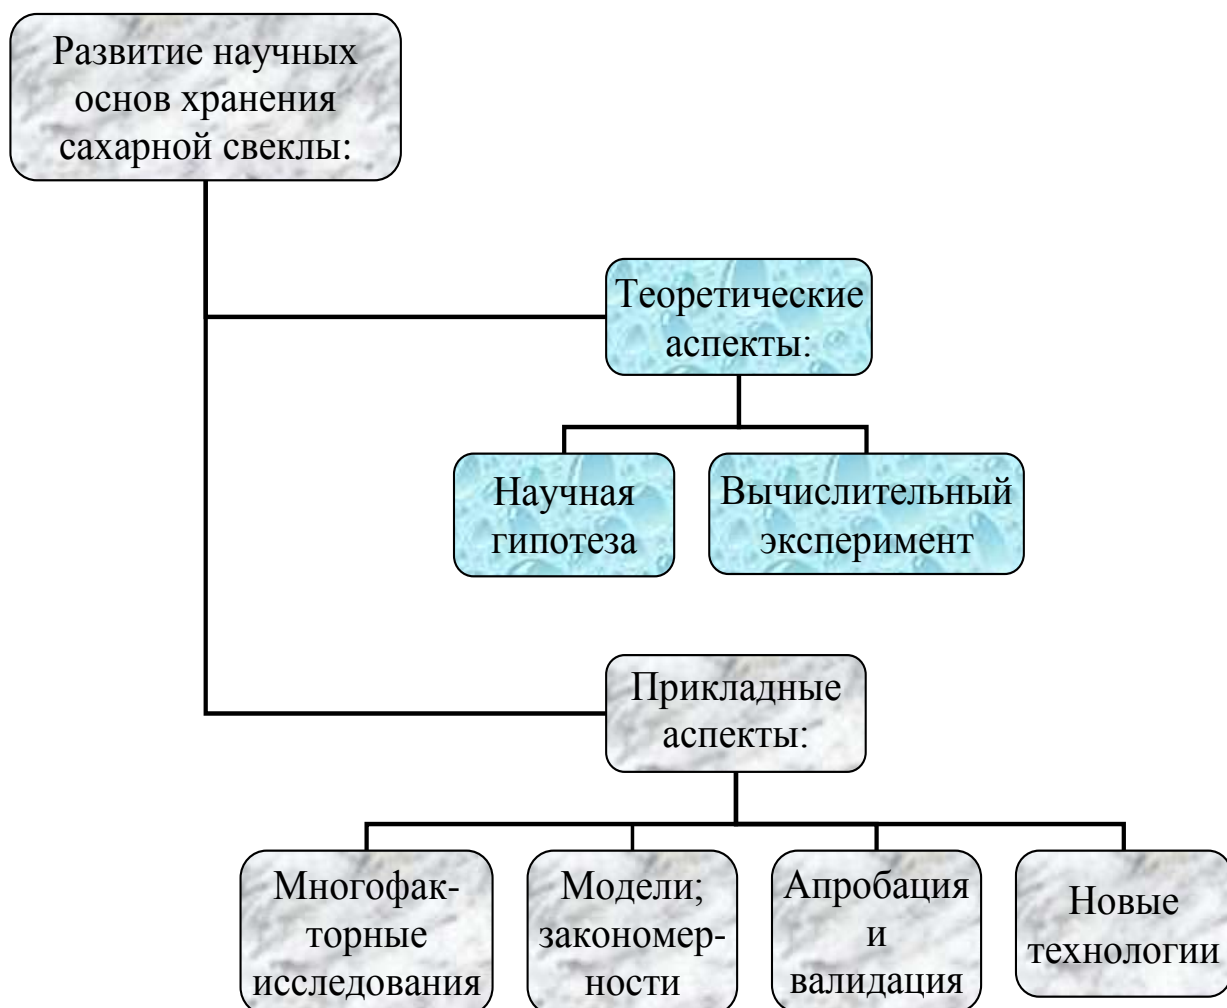 Развитие научных
основ хранения
сахарной свеклы:
Теоретические
аспекты:
Научная
гипотеза
Вычислительный
эксперимент
Прикладные
аспекты:
Многофак-
торные
исследования
Модели;
закономер-
ности
Апробация
и
валидация
Новые
технологии